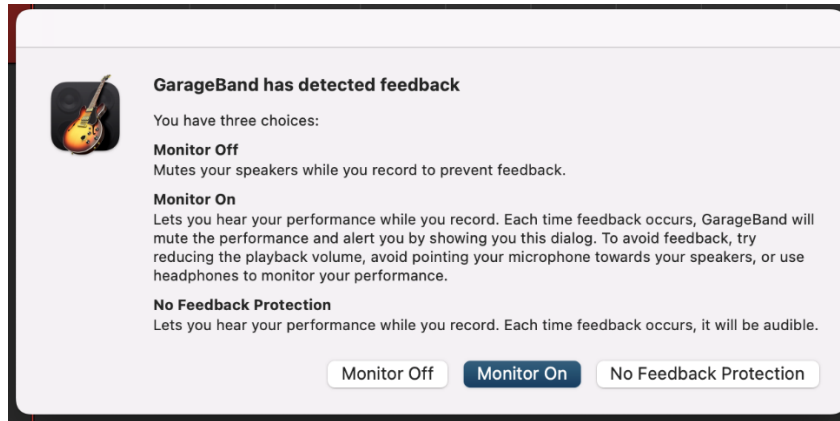 GarageBand has detected feedback
You have three choices:
Monitor Off
Mutes your speakers while you record to prevent feedback.
Monitor On
Lets you hear your performance while you record. Each time feedback occurs, GarageBand will
mute the performance and alert you by showing you this dialog. To avoid feedback, try
reducing the playback volume, avoid pointing your microphone towards your speakers, or use
headphones to monitor your performance.
No Feedback Protection
Lets you hear your performance while you record. Each time feedback occurs, it will be audible.
Monitor Off Monitor On No Feedback Protection